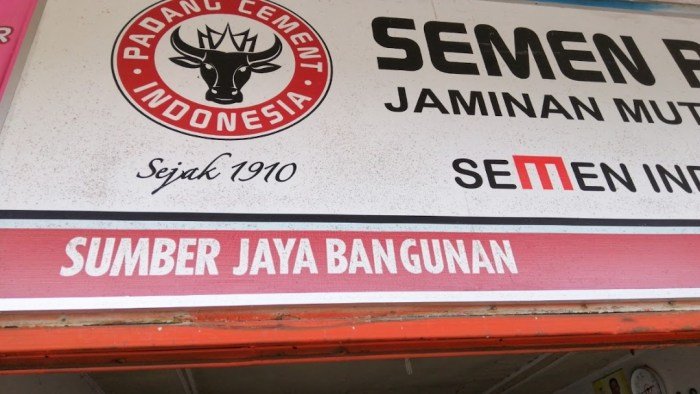 PADANG CEMENT
INDONESIA
Sejak 1910
SEMEN
JAMINAN
SEMEN
SUMBER JAYA BANGUNAN